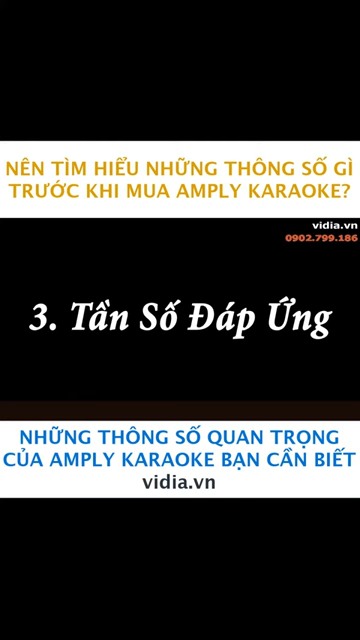 NÊN TÌM HIỂU NHỮNG THÔNG SỐ GÌ
TRƯỚC KHI MUA AMPLY KARAOKE?
vidia.vn
0902.799.186
3. Tần Số Đáp Ứng
NHỮNG THÔNG SỐ QUAN TRỌNG
CỦA AMPLY KARAOKE BẠN CẦN BIẾT
vidia.vn